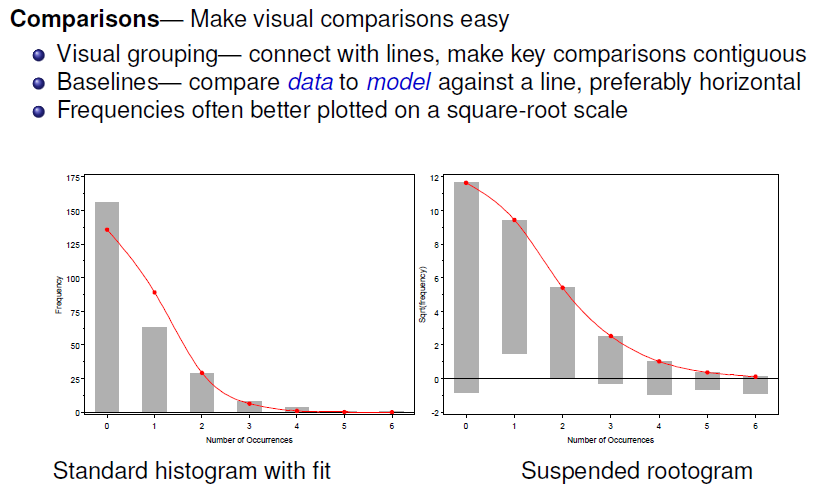 Comparisons— Make visual comparisons easy
Visual grouping— connect with lines, make key comparisons contiguous
Baselines— compare data to model against a line, preferably horizontal
Frequencies often better plotted on a square-root scale
175
150
125
100
75
50
25
0
Frequency
0 1 2 3 4 5 6
Number of Occurrences
Standard histogram with fit
12
10
8
6
4
2
0
-2
Sqrt(frequency)
0 1 2 3 4 5 6
Number of Occurrences
Suspended rootogram